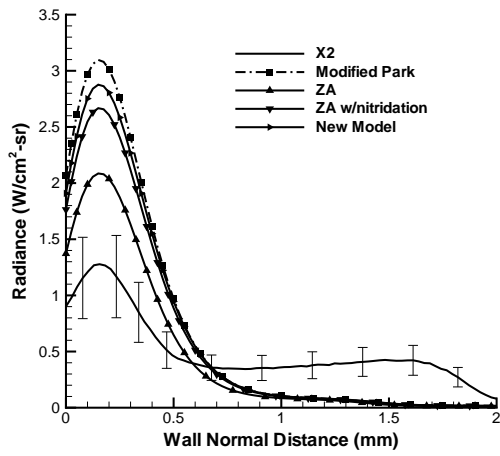 3.5
3
2.5
2
1.5
1
0.5
0
Radiance (W/cm²-sr)
X2
Modified Park
ZA
ZA w/nitridation
New Model
0 0.5 1 1.5 2
Wall Normal Distance (mm)